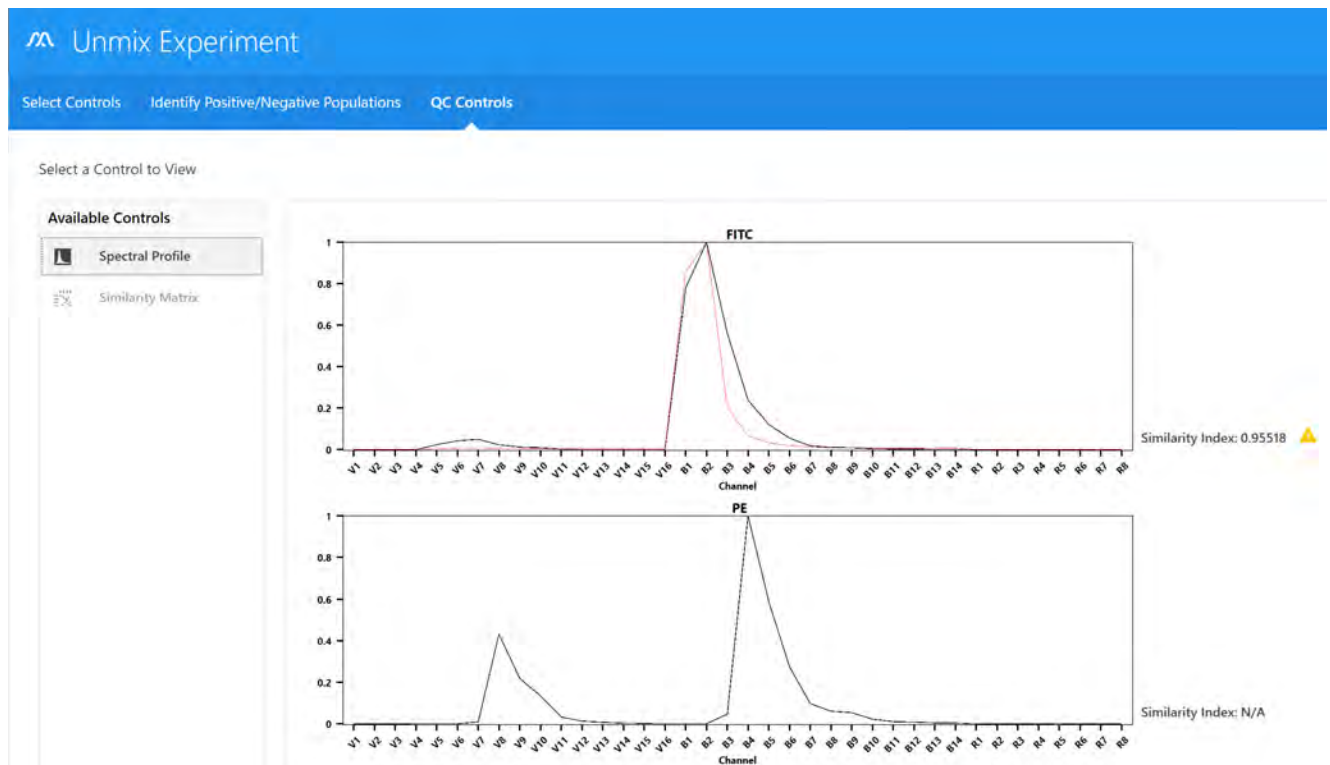 Unmix Experiment
Select Controls Identify Positive/Negative Populations QC Controls
Select a Control to View
Available Controls
Spectral Profile
Similarity Matrix
FITC
1
0.8
0.6
0.4
0.2
0
V1 V2 V3 V4 V5 V6 V7 V8 V9 V10 V11 V12 V13 V14 V15 V16 B1 B2 B3 B4 B5 B6 B7 B8 B9 B10 B11 B12 B13 B14 R1 R2 R3 R4 R5 R6 R7 R8
Channel
Similarity Index: 0.95518
PE
1
0.8
0.6
0.4
0.2
0
V1 V2 V3 V4 V5 V6 V7 V8 V9 V10 V11 V12 V13 V14 V15 V16 B1 B2 B3 B4 B5 B6 B7 B8 B9 B10 B11 B12 B13 B14 R1 R2 R3 R4 R5 R6 R7 R8
Channel
Similarity Index: N/A